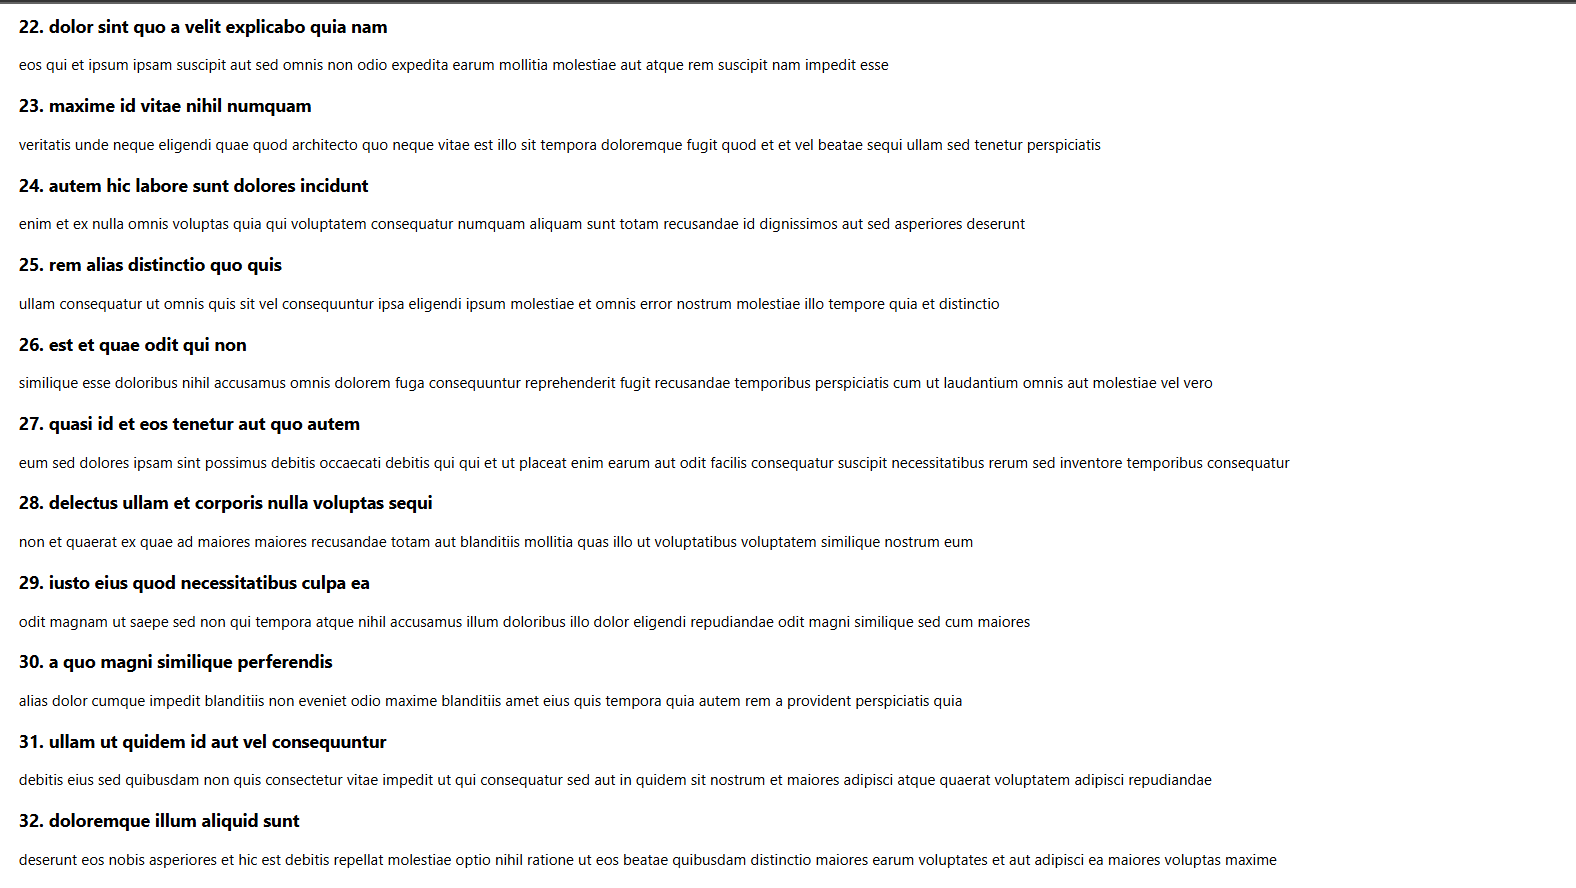 22. dolor sint quo a velit explicabo quia nam
eos qui et ipsum ipsam suscipit aut sed omnis non odio expedita earum mollitia molestiae aut atque rem suscipit nam impedit esse
23. maxime id vitae nihil numquam
veritatis unde neque eligendi quae quod architecto quo neque vitae est illo sit tempora doloremque fugit quod et et vel beatae sequi ullam sed tenetur perspiciatis
24. autem hic labore sunt dolores incidunt
enim et ex nulla omnis voluptas quia qui voluptatem consequatur numquam aliquam sunt totam recusandae id dignissimos aut sed asperiores deserunt
25. rem alias distinctio quo quis
ullam consequatur ut omnis quis sit vel consequuntur ipsa eligendi ipsum molestiae et omnis error nostrum molestiae illo tempore quia et distinctio
26. est et quae odit qui non
similique esse doloribus nihil accusamus omnis dolorem fuga consequuntur reprehenderit fugit recusandae temporibus perspiciatis cum ut laudantium omnis aut molestiae vel vero
27. quasi id et eos tenetur aut quo autem
eum sed dolores ipsam sint possimus debitis occaecati debitis qui qui et ut placeat enim earum aut odit facilis consequatur suscipit necessitatibus rerum sed inventore temporibus consequatur
28. delectus ullam et corporis nulla voluptas sequi
non et quaerat ex quae ad maiores maiores recusandae totam aut blanditiis mollitia quas illo ut voluptatibus voluptatem similique nostrum eum
29. iusto eius quod necessitatibus culpa ea
odit magnam ut saepe sed non qui tempora atque nihil accusamus illum doloribus illo dolor eligendi repudiandae odit magni similique sed cum maiores
30. a quo magni similique perferendis
alias dolor cumque impedit blanditiis non eveniet odio maxime blanditiis amet eius quis tempora quia autem rem a provident perspiciatis quia
31. ullam ut quidem id aut vel consequuntur
debitis eius sed quibusdam non quis consectetur vitae impedit ut qui consequatur sed aut in quidem sit nostrum et maiores adipisci atque quaerat voluptatem adipisci repudiandae
32. doloremque illum aliquid sunt
deserunt eos nobis asperiores et hic est debitis repellat molestiae optio nihil ratione ut eos beatae quibusdam distinctio maiores earum voluptates et aut adipisci ea maiores voluptas maxime